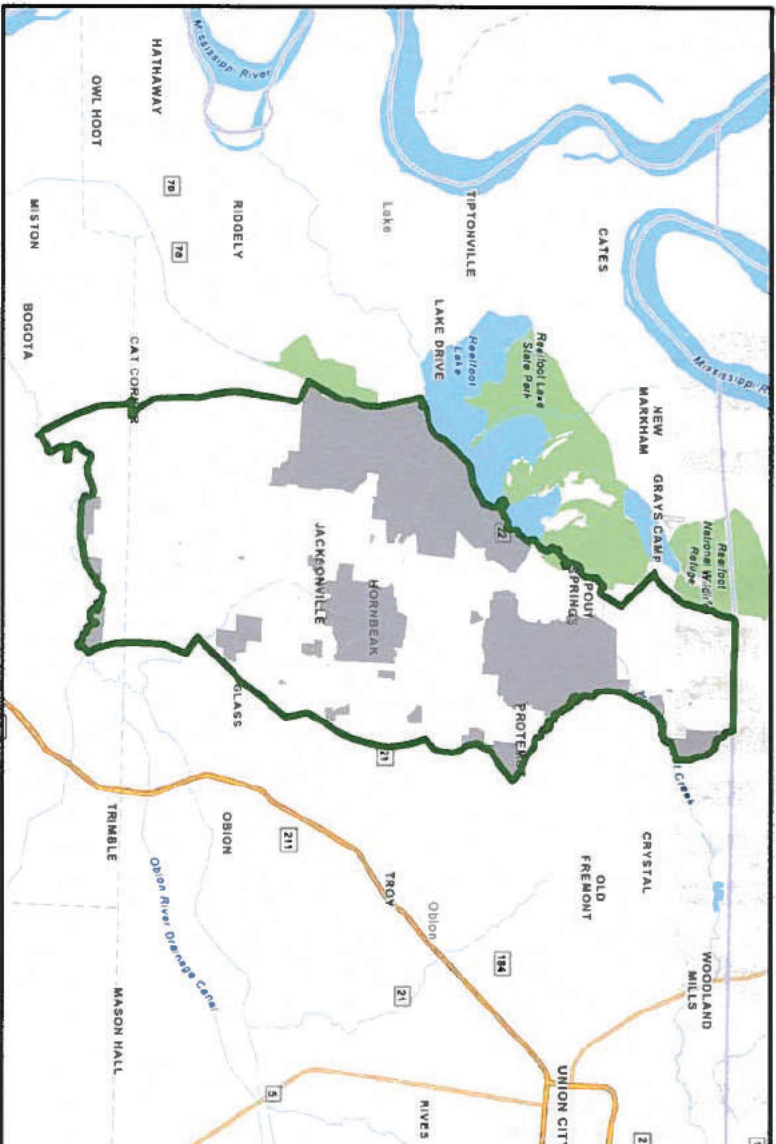 Mississippi R
Reelfoot
National Wildlif
Refuge
WOODLAND
MILLS
l Creek
NEW
MARKHAM
GRAYS CAMP
CRYSTAL
2
CATES
OLD
FREMONT
POUY
SPRINGS
UNION CITY
Reelfoot Lake
State Park
PROTEM
22
184
TIPTONVILLE
Reelfoot
Lake
LAKE DRIVE
Obion
RIVES
Lake
21
TROY
21
HORNBEAK
JACKSONVILLE
211
5
RIDGELY
GLASS
OBION
Mississippi River
78
78
Obion River Drainage Canal
HATHAWAY
CAT CORNER
TRIMBLE
MASON HALL
OWL HOOT
MISTON
BOGOTA